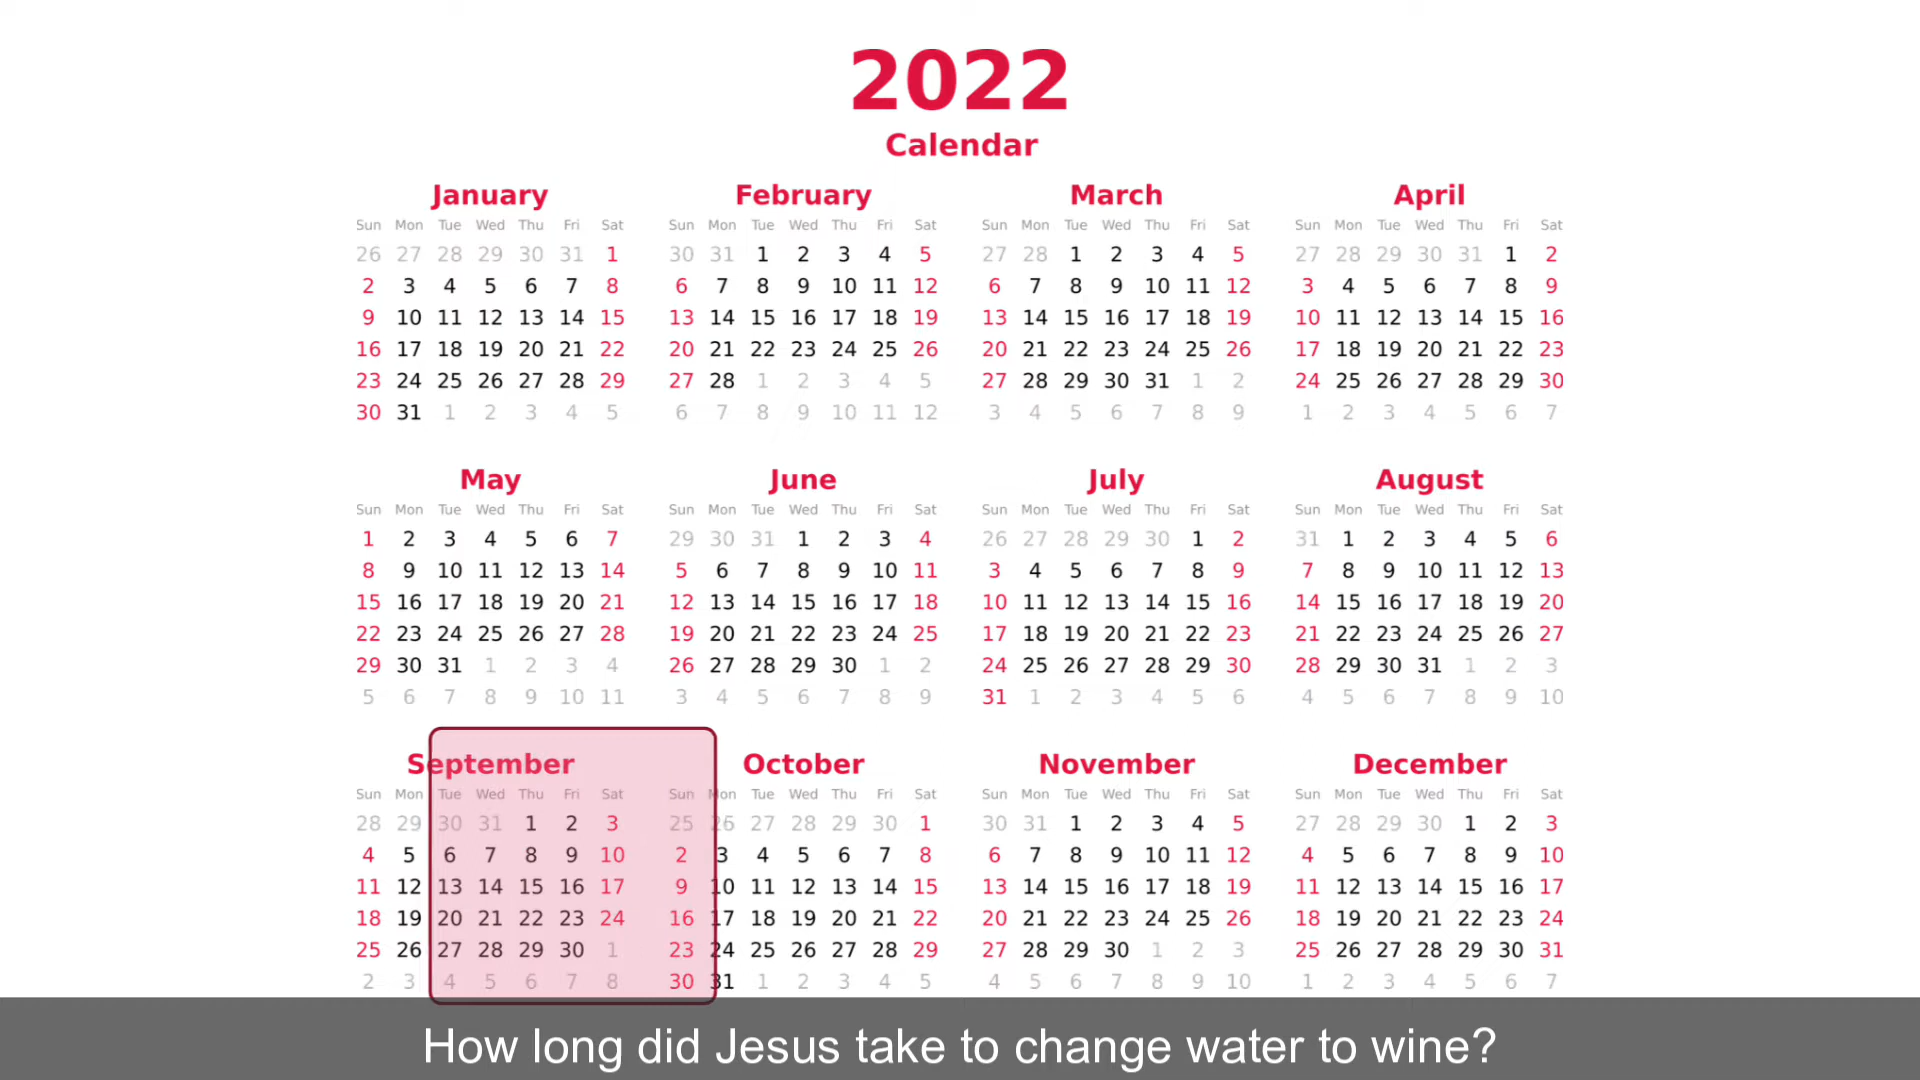 2022
Calendar
January February March April
Sun Mon Tue Wed Thu Fri Sat Sun Mon Tue Wed Thu Fri Sat Sun Mon Tue Wed Thu Fri Sat Sun Mon Tue Wed Thu Fri Sat
26 27 28 29 30 31 1 30 31 1 2 3 4 5 27 28 1 2 3 4 5 27 28 29 30 31 1 2
2 3 4 5 6 7 8 6 7 8 9 10 11 12 6 7 8 9 10 11 12 3 4 5 6 7 8 9
9 10 11 12 13 14 15 13 14 15 16 17 18 19 13 14 15 16 17 18 19 10 11 12 13 14 15 16
16 17 18 19 20 21 22 20 21 22 23 24 25 26 20 21 22 23 24 25 26 17 18 19 20 21 22 23
23 24 25 26 27 28 29 27 28 1 2 3 4 5 27 28 29 30 31 1 2 24 25 26 27 28 29 30
30 31 1 2 3 4 5 6 7 8 9 10 11 12 3 4 5 6 7 8 9 1 2 3 4 5 6 7
May June July August
Sun Mon Tue Wed Thu Fri Sat Sun Mon Tue Wed Thu Fri Sat Sun Mon Tue Wed Thu Fri Sat Sun Mon Tue Wed Thu Fri Sat
1 2 3 4 5 6 7 29 30 31 1 2 3 4 26 27 28 29 30 1 2 31 1 2 3 4 5 6
8 9 10 11 12 13 14 5 6 7 8 9 10 11 3 4 5 6 7 8 9 7 8 9 10 11 12 13
15 16 17 18 19 20 21 12 13 14 15 16 17 18 10 11 12 13 14 15 16 14 15 16 17 18 19 20
22 23 24 25 26 27 28 19 20 21 22 23 24 25 17 18 19 20 21 22 23 21 22 23 24 25 26 27
29 30 31 1 2 3 4 26 27 28 29 30 1 2 24 25 26 27 28 29 30 28 29 30 31 1 2 3
5 6 7 8 9 10 11 3 4 5 6 7 8 9 31 1 2 3 4 5 6 4 5 6 7 8 9 10
September October November December
Sun Mon Tue Wed Thu Fri Sat Sun Mon Tue Wed Thu Fri Sat Sun Mon Tue Wed Thu Fri Sat Sun Mon Tue Wed Thu Fri Sat
28 29 30 31 1 2 3 25 26 27 28 29 30 1 30 31 1 2 3 4 5 27 28 29 30 1 2 3
4 5 6 7 8 9 10 2 3 4 5 6 7 8 6 7 8 9 10 11 12 4 5 6 7 8 9 10
11 12 13 14 15 16 17 9 10 11 12 13 14 15 13 14 15 16 17 18 19 11 12 13 14 15 16 17
18 19 20 21 22 23 24 16 17 18 19 20 21 22 20 21 22 23 24 25 26 18 19 20 21 22 23 24
25 26 27 28 29 30 1 23 24 25 26 27 28 29 27 28 29 30 1 2 3 25 26 27 28 29 30 31
2 3 4 5 6 7 8 30 31 1 2 3 4 5 4 5 6 7 8 9 10 1 2 3 4 5 6 7
How long did Jesus take to change water to wine?